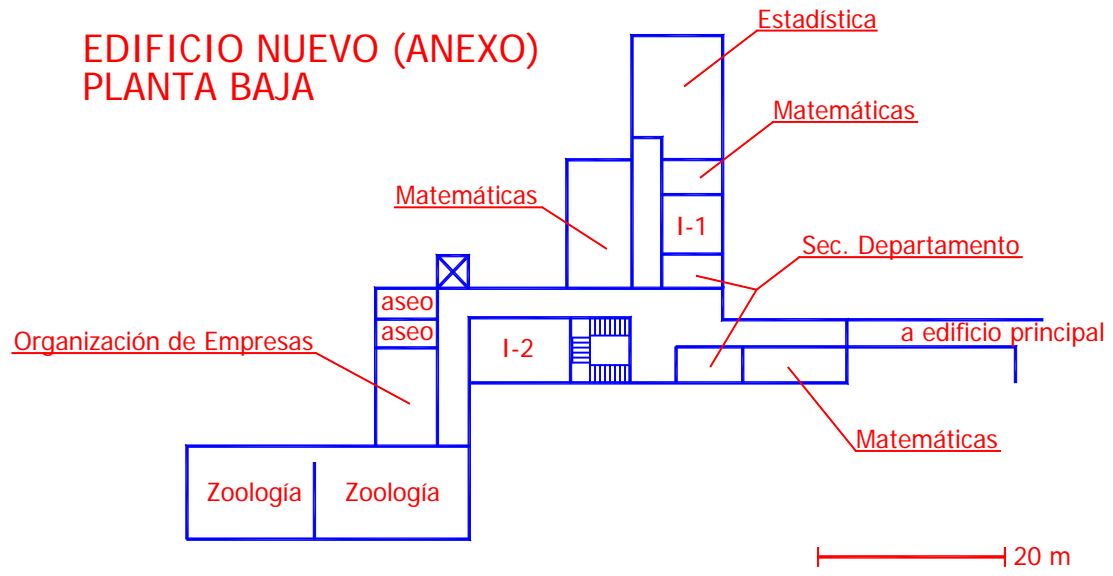 Estadística
EDIFICIO NUEVO (ANEXO)
PLANTA BAJA
Matemáticas
Matemáticas
I-1
Sec. Departamento
aseo
aseo
Organización de Empresas
I-2
a edificio principal
Matemáticas
Zoología
Zoología
20 m